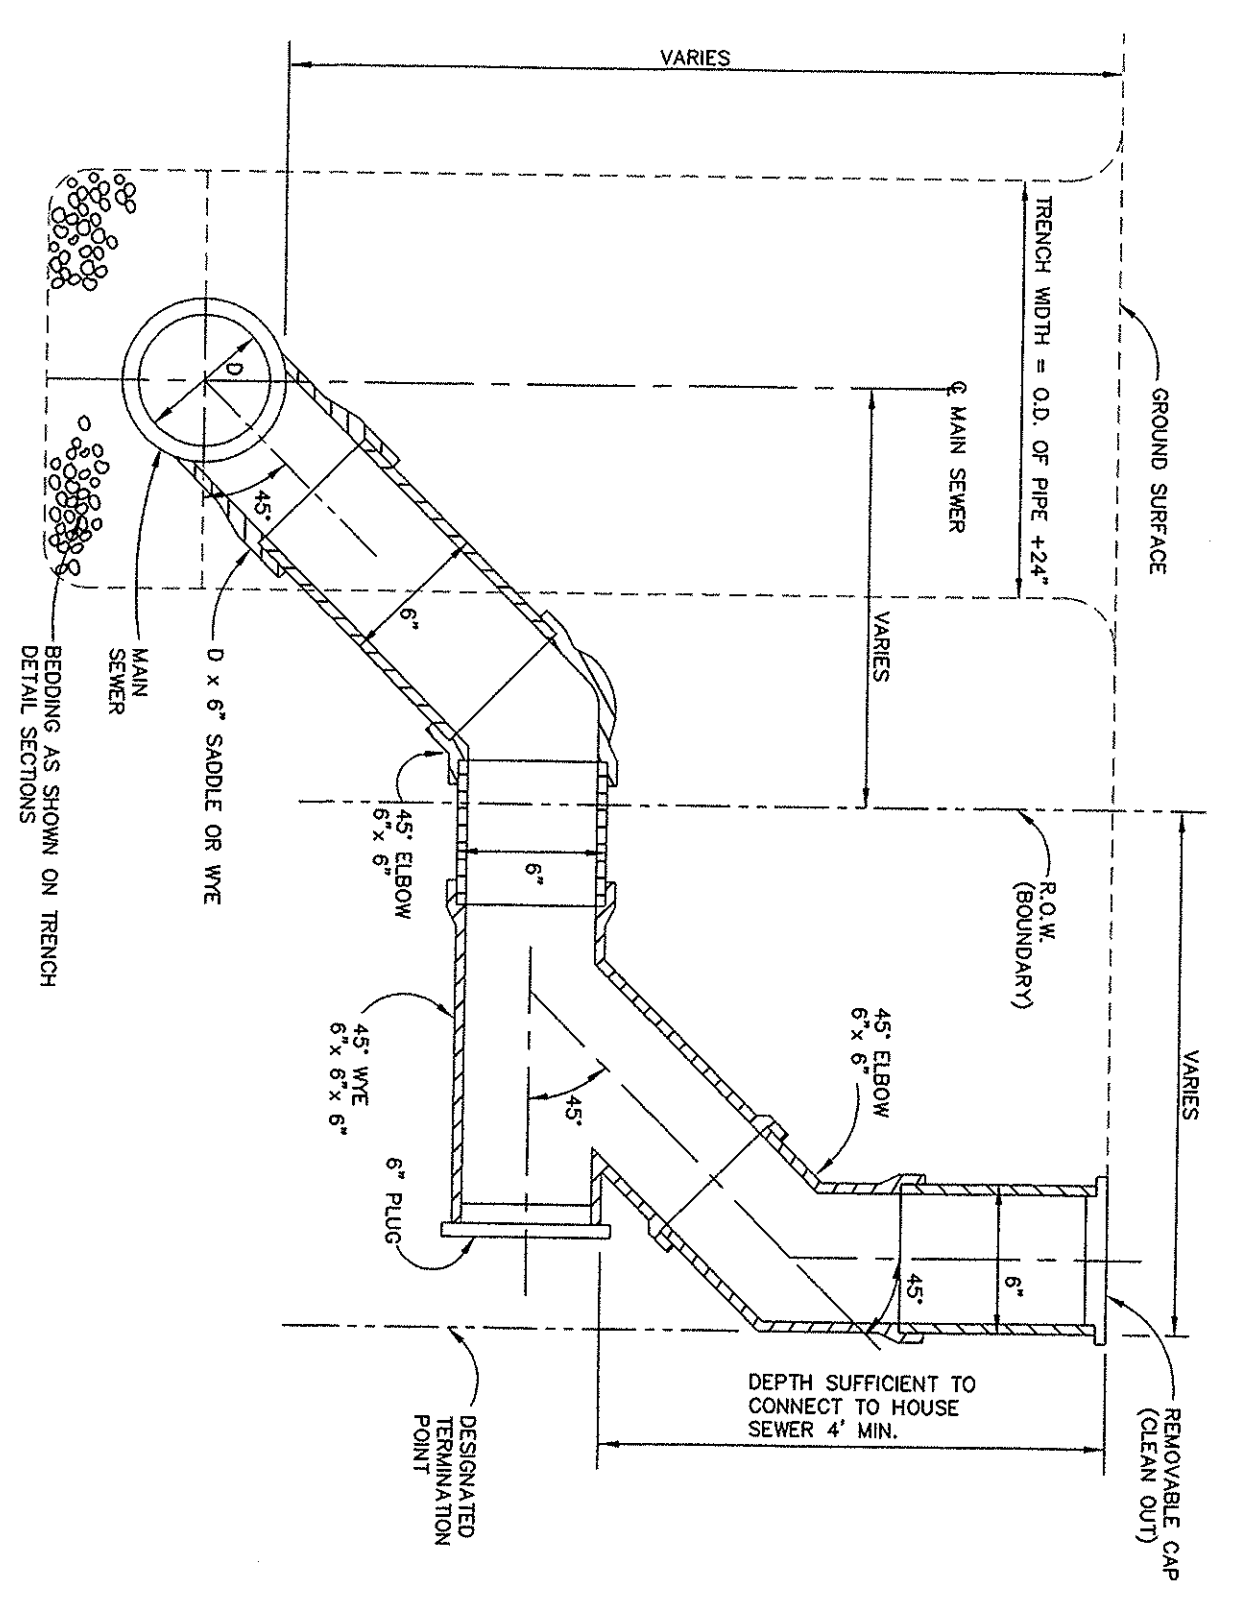 VARIES
TRENCH WIDTH = O.D. OF PIPE +24"
GROUND SURFACE
℄ MAIN SEWER
VARIES
D
45°
6"
BEDDING AS SHOWN ON TRENCH
DETAIL SECTIONS
MAIN
SEWER
D x 6" SADDLE OR WYE
45° ELBOW
6"x 6"
6"
R.O.W.
(BOUNDARY)
VARIES
45° ELBOW
6"x 6"
45° WYE
6"x 6"x 6"
45°
6" PLUG
6"
45°
DEPTH SUFFICIENT TO
CONNECT TO HOUSE
SEWER 4' MIN.
DESIGNATED
TERMINATION
POINT
REMOVABLE CAP
(CLEAN OUT)